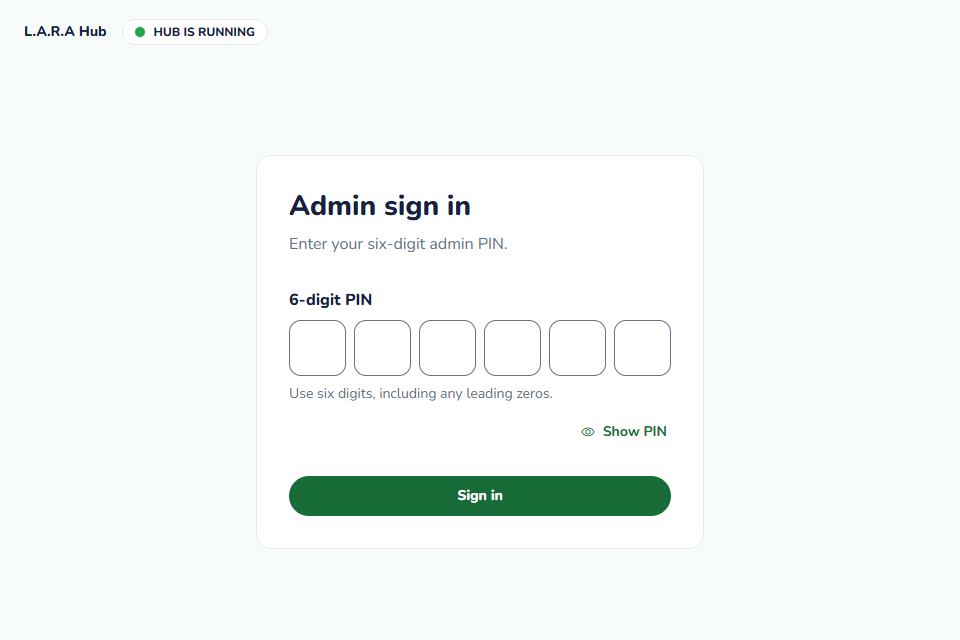 L.A.R.A Hub
HUB IS RUNNING
Admin sign in
Enter your six-digit admin PIN.
6-digit PIN
Use six digits, including any leading zeros.
Show PIN
Sign in